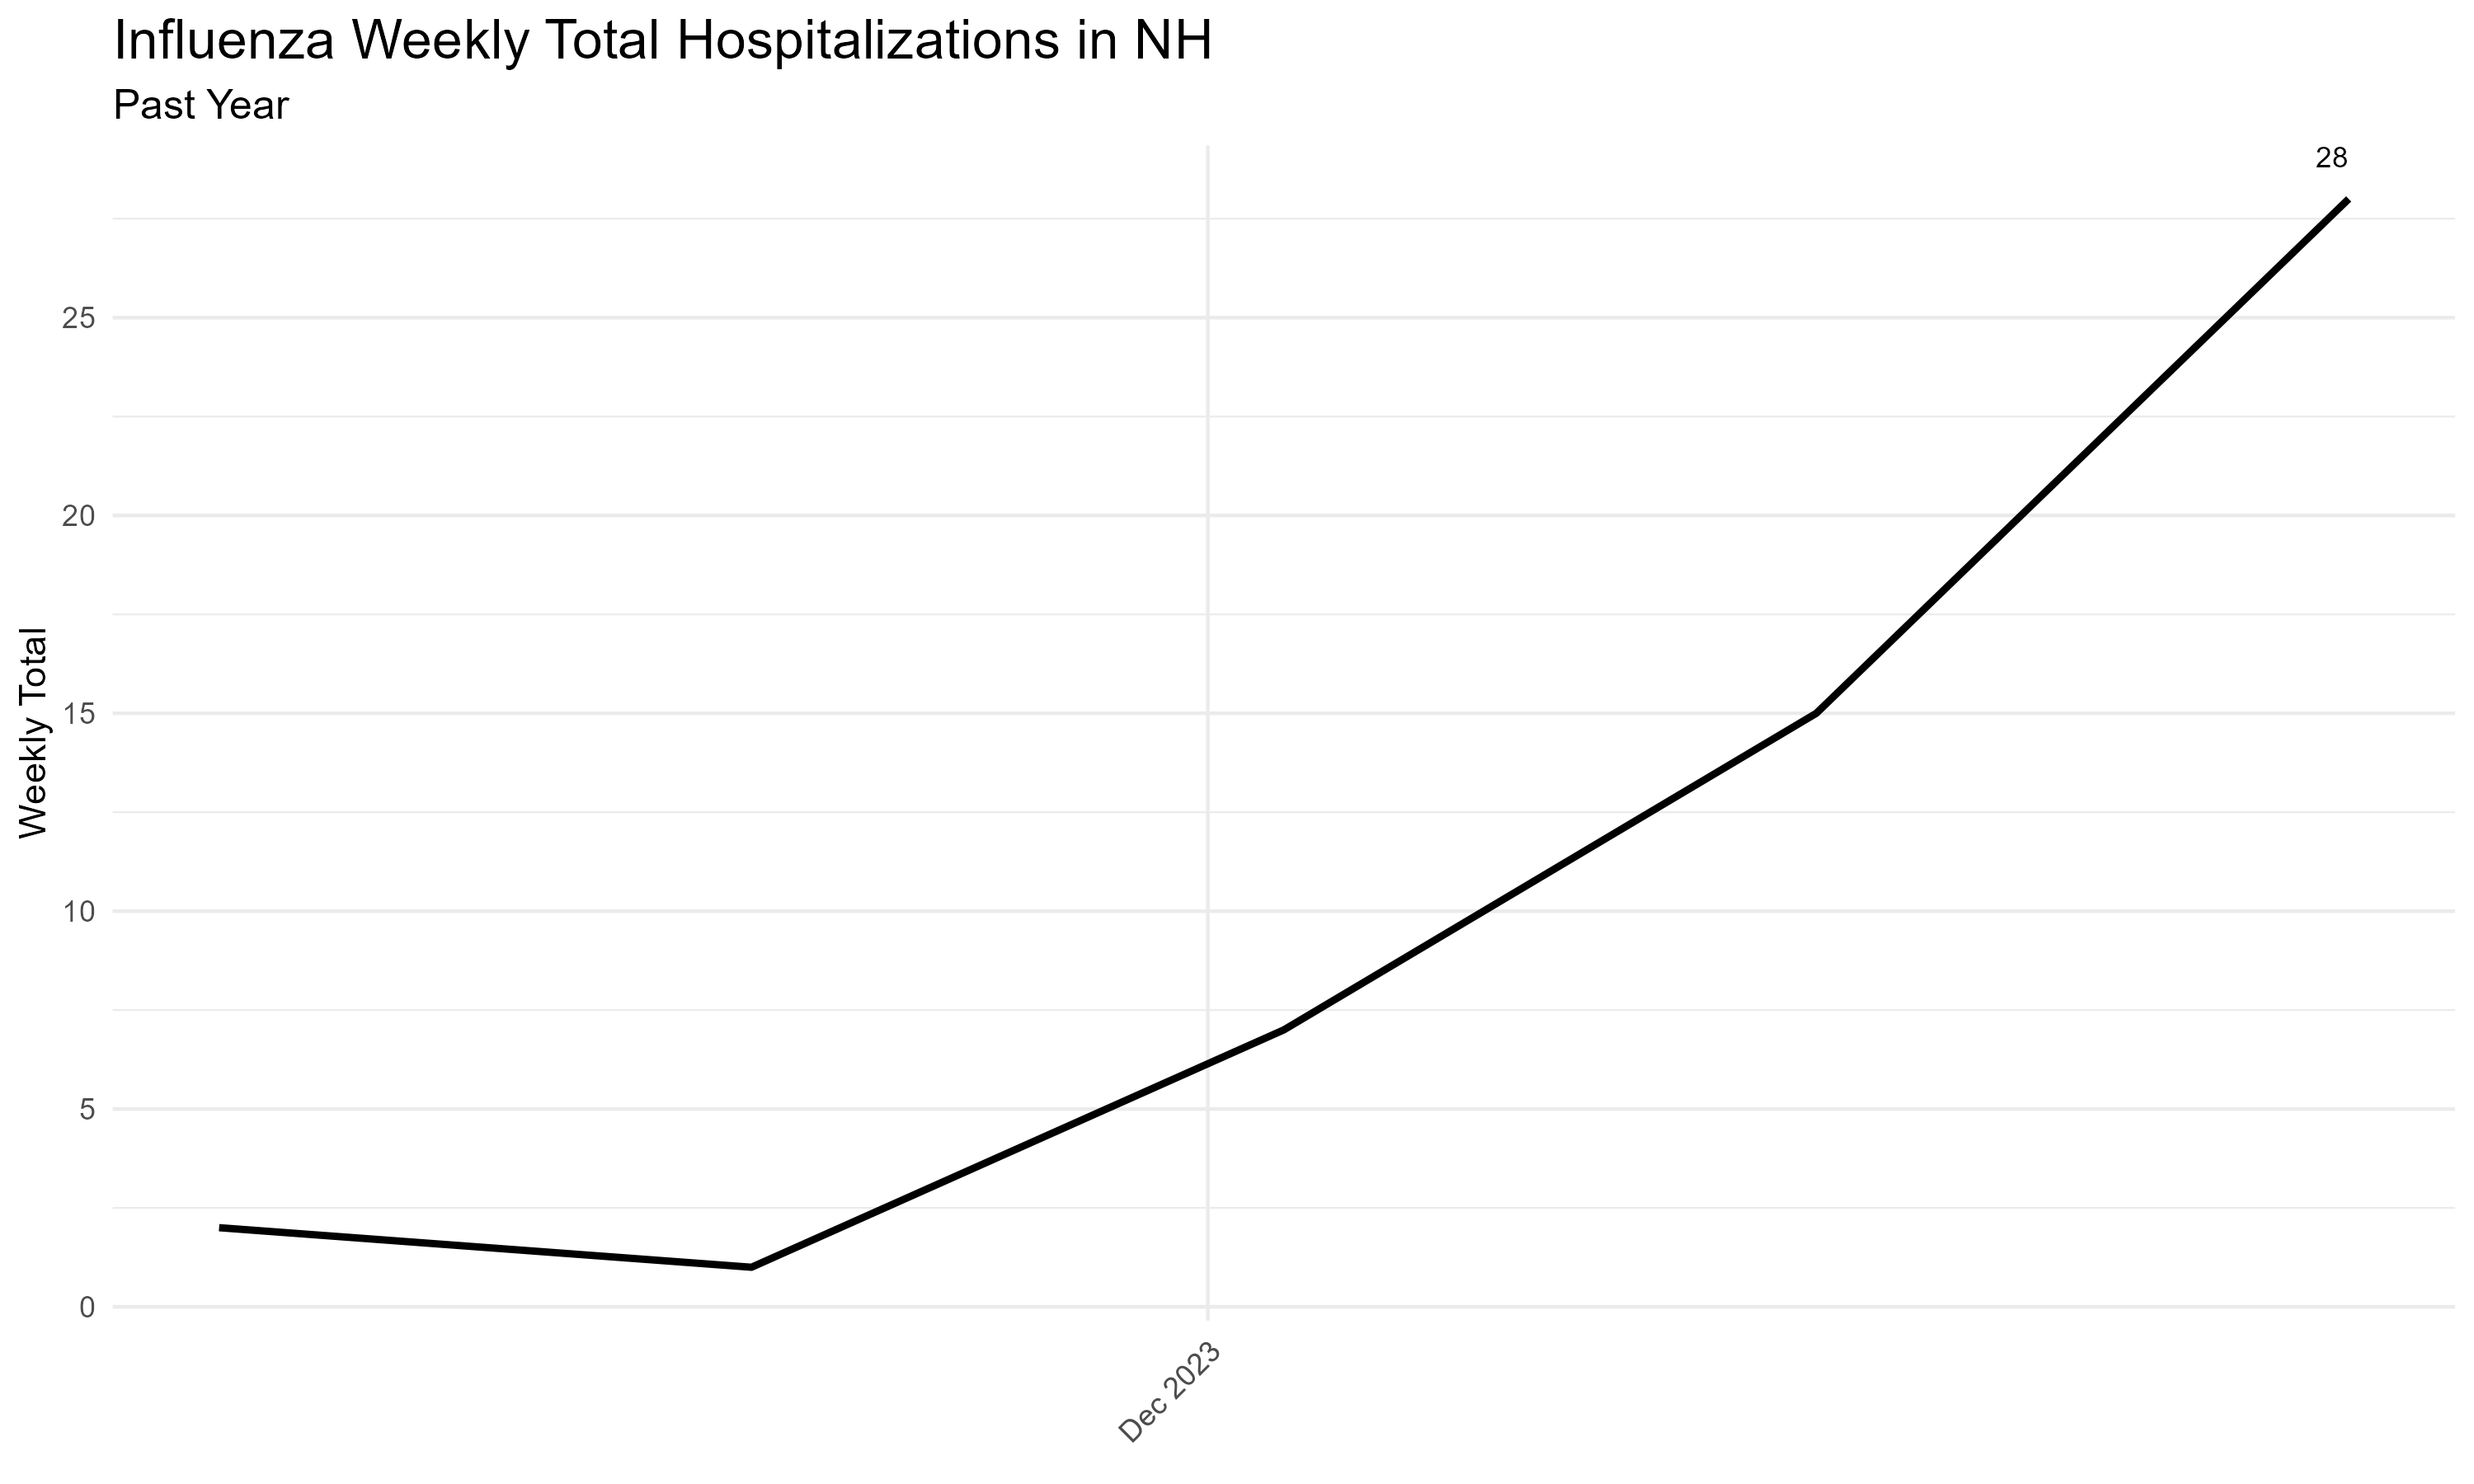 Influenza Weekly Total Hospitalizations in NH
Past Year
28
25
20
15
10
5
0
Weekly Total
Dec 2023